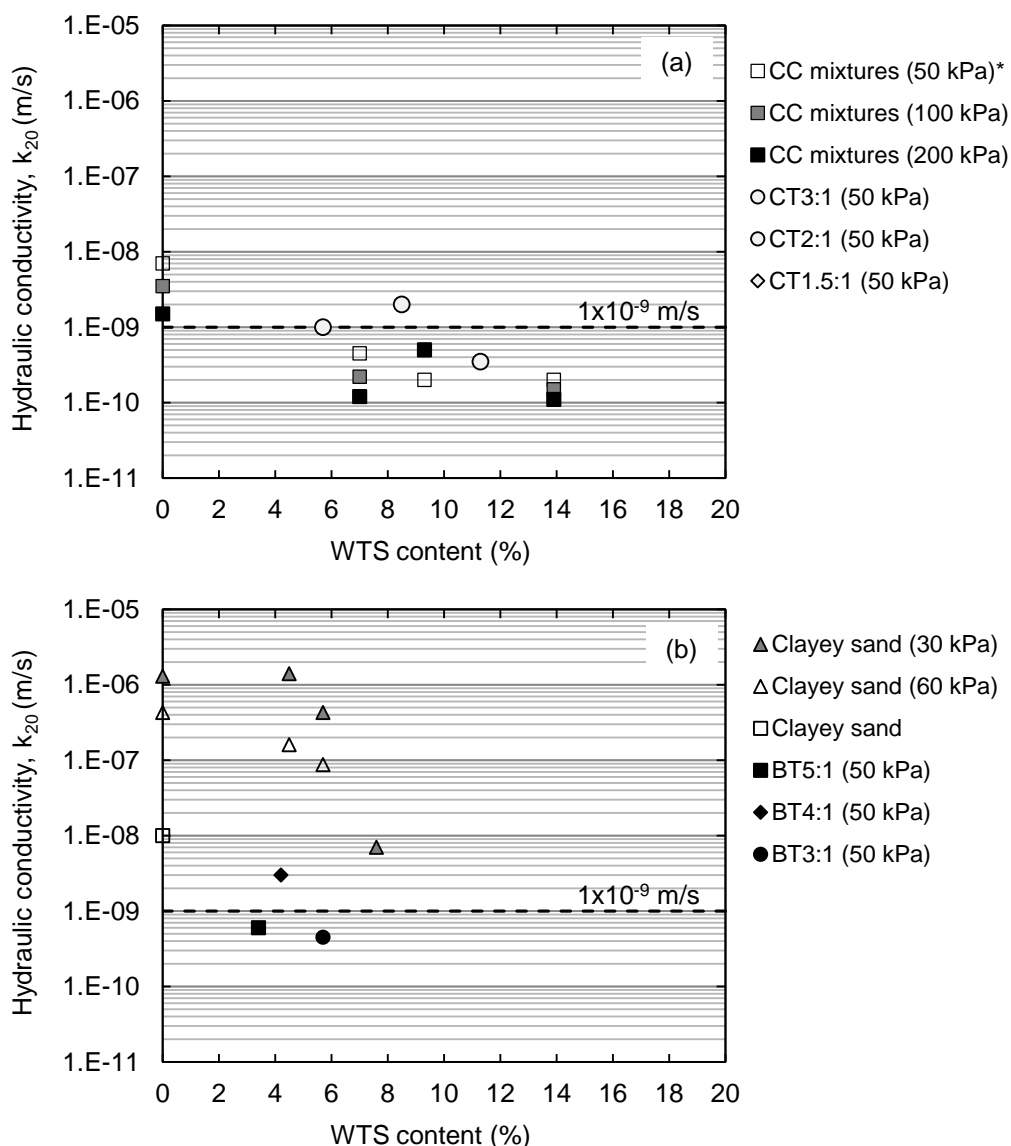 1.E-05
1.E-06
1.E-07
1.E-08
1.E-09
1.E-10
1.E-11
Hydraulic conductivity, k20 (m/s)
(a)
1x10-9 m/s
0 2 4 6 8 10 12 14 16 18 20
WTS content (%)
CC mixtures (50 kPa)*
CC mixtures (100 kPa)
CC mixtures (200 kPa)
CT3:1 (50 kPa)
CT2:1 (50 kPa)
CT1.5:1 (50 kPa)
1.E-05
1.E-06
1.E-07
1.E-08
1.E-09
1.E-10
1.E-11
Hydraulic conductivity, k20 (m/s)
(b)
1x10-9 m/s
0 2 4 6 8 10 12 14 16 18 20
WTS content (%)
Clayey sand (30 kPa)
Clayey sand (60 kPa)
Clayey sand
BT5:1 (50 kPa)
BT4:1 (50 kPa)
BT3:1 (50 kPa)